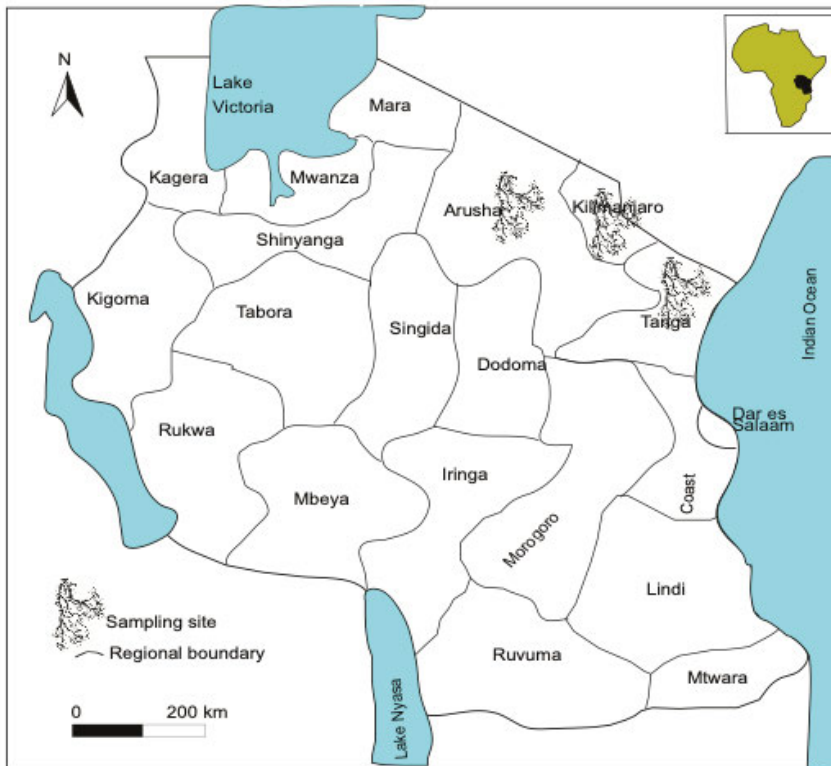 N
Lake
Victoria
Mara
Kagera
Mwanza
Arusha
Kilimanjaro
Shinyanga
Kigoma
Tabora
Singida
Tanga
Dodoma
Indian Ocean
Dar es
Salaam
Rukwa
Iringa
Mbeya
Coast
Morogoro
Lindi
Sampling site
Regional boundary
Ruvuma
Mtwara
0 200 km
Lake Nyasa